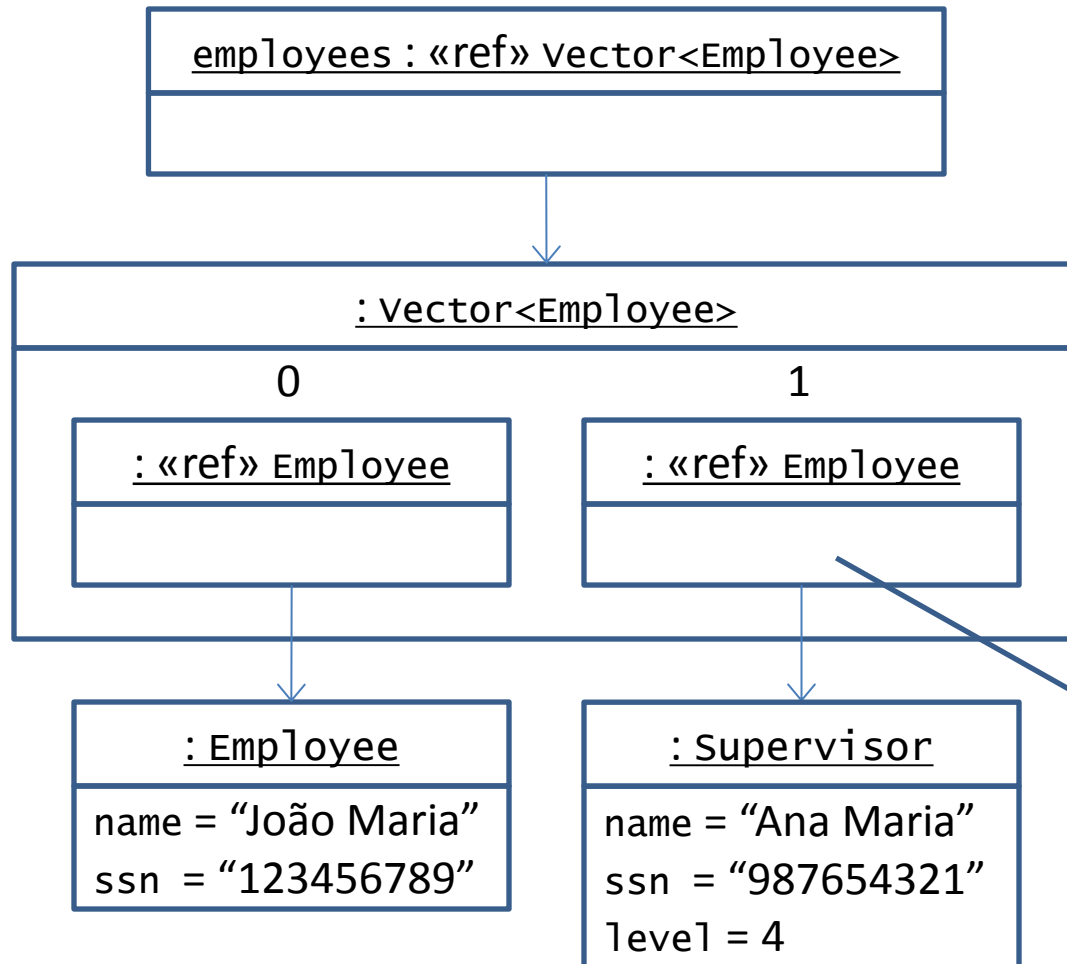 employees : «ref» Vector<Employee>
: Vector<Employee>
0
1
: «ref» Employee
: «ref» Employee
: Employee
name = “João Maria”
ssn = “123456789”
: Supervisor
name = “Ana Maria”
ssn = “987654321”
level = 4